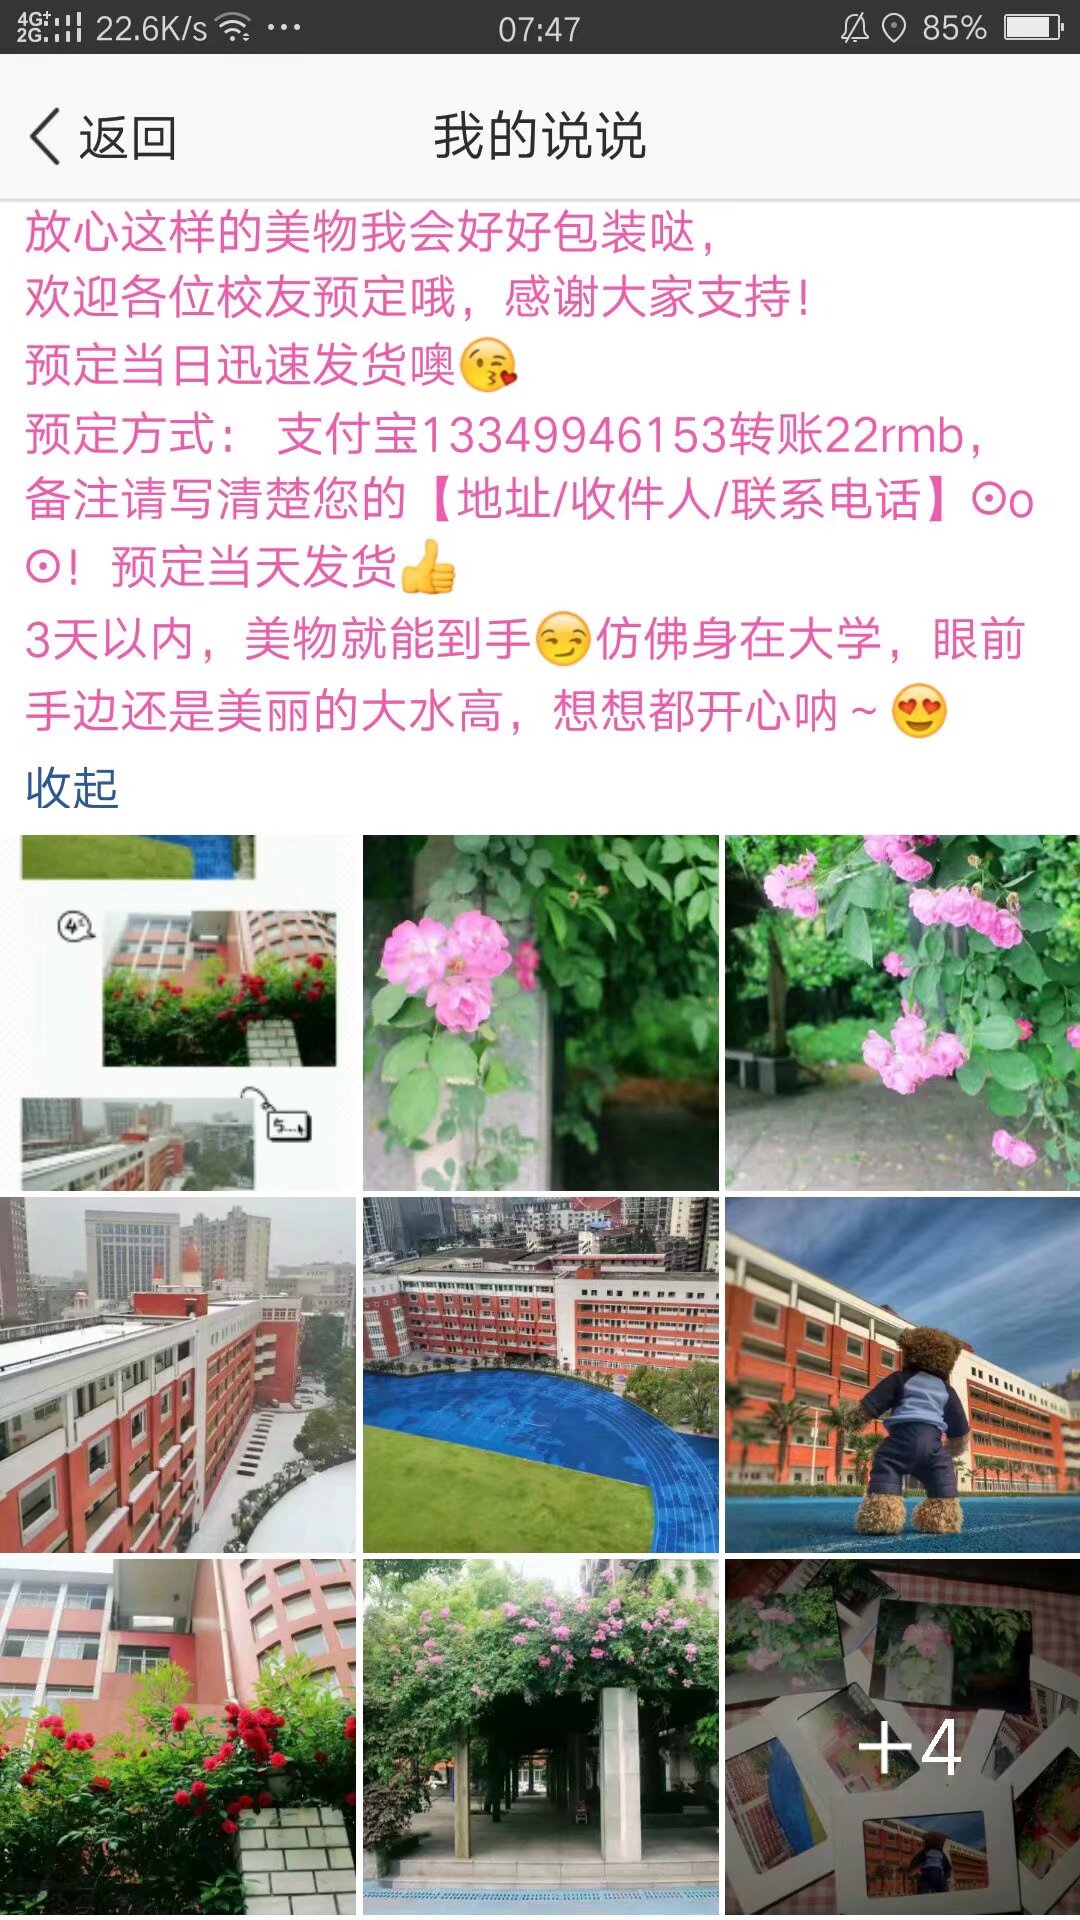 4G+ 2G 22.6K/s 07:47 85%
返回 我的说说
放心这样的美物我会好好包装哒，
欢迎各位校友预定哦，感谢大家支持！
预定当日迅速发货噢😘
预定方式： 支付宝13349946153转账22rmb，
备注请写清楚您的【地址/收件人/联系电话】⊙o
⊙！预定当天发货👍
3天以内，美物就能到手😏仿佛身在大学，眼前
手边还是美丽的大水高，想想都开心呐～😍
收起
4
5...
+4